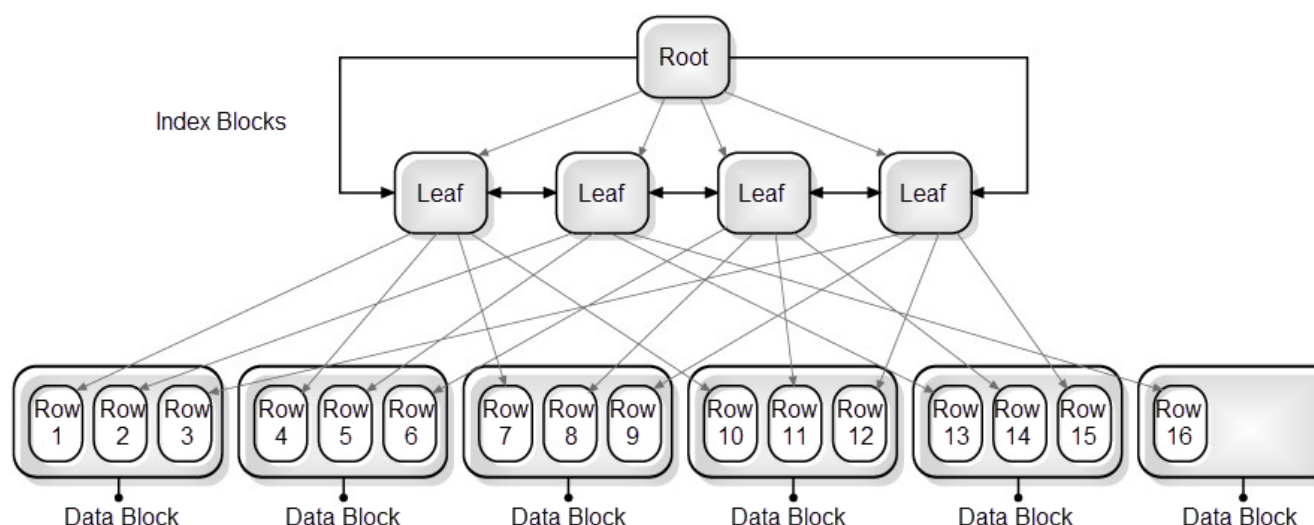 Root
Index Blocks
Leaf Leaf Leaf Leaf
Row Row Row Row Row Row Row Row Row Row Row Row Row Row Row Row
1 2 3 4 5 6 7 8 9 10 11 12 13 14 15 16
Data Block Data Block Data Block Data Block Data Block Data Block